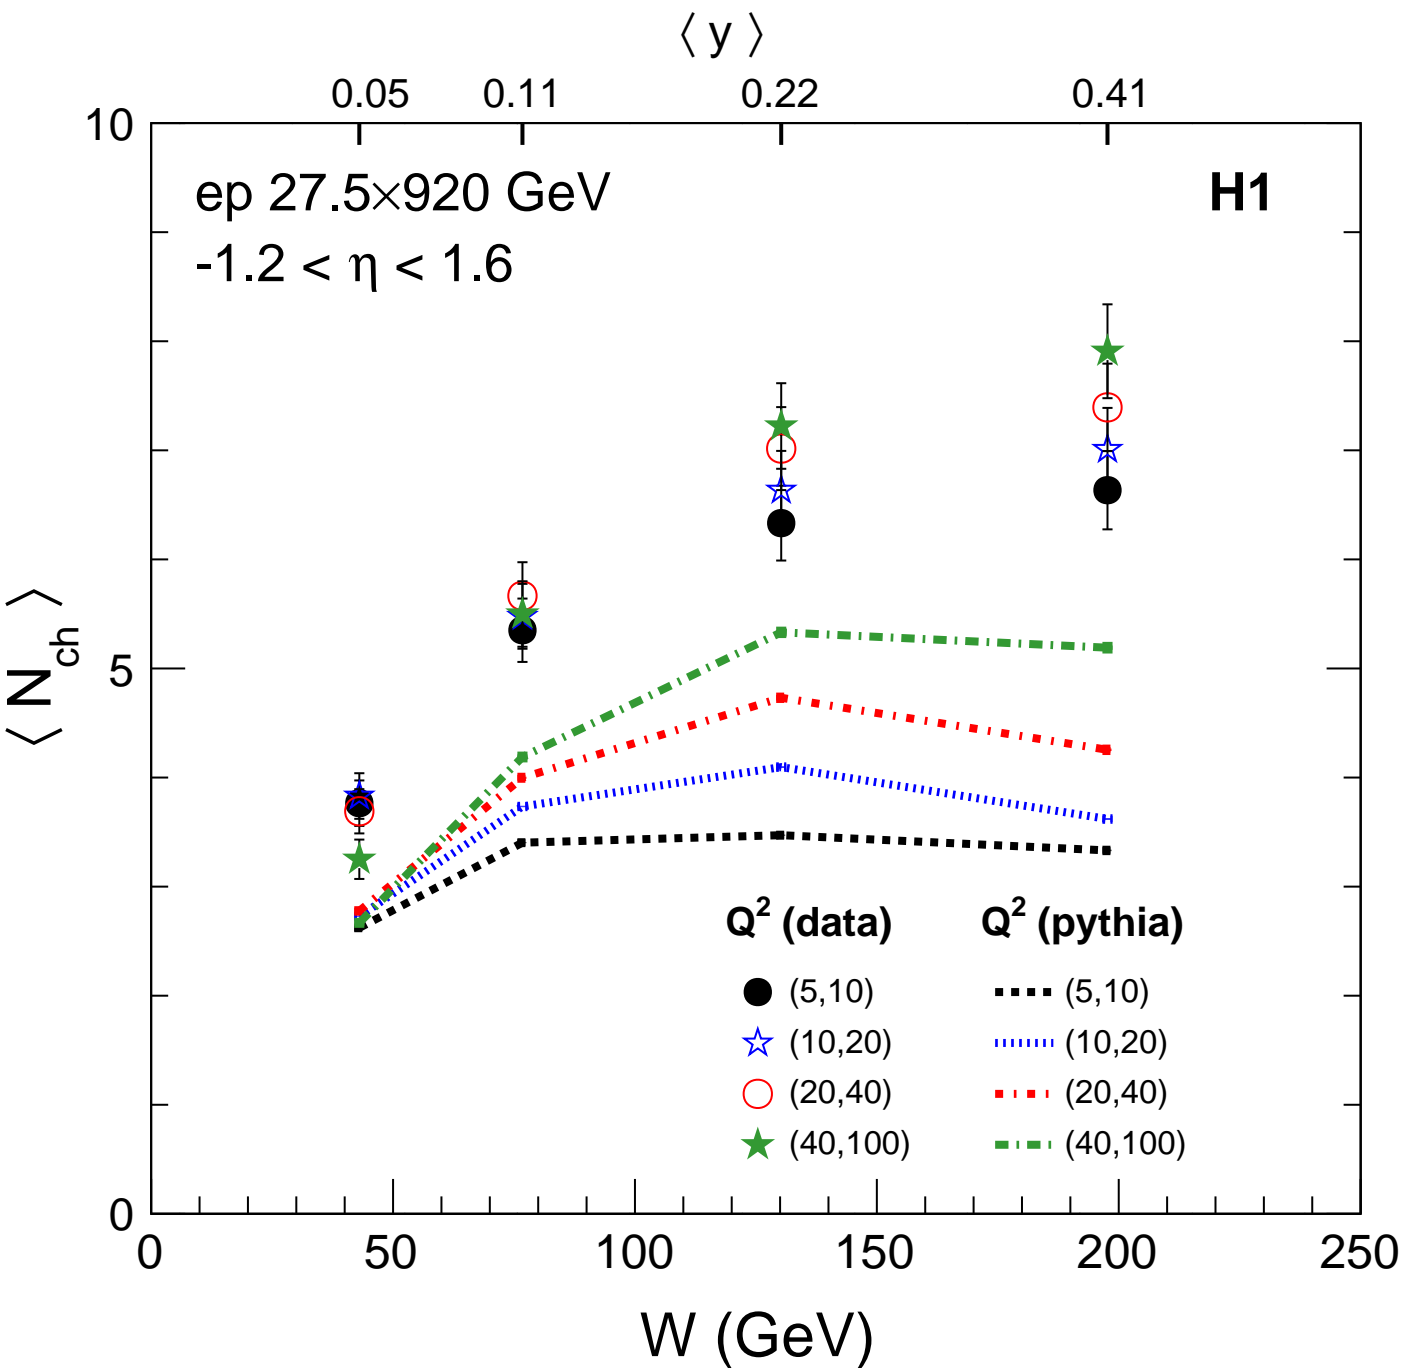 ⟨ y ⟩
0.05 0.11 0.22 0.41
10
ep 27.5×920 GeV H1
-1.2 < η < 1.6
⟨ N_ch ⟩
5
Q² (data) Q² (pythia)
(5,10) (5,10)
(10,20) (10,20)
(20,40) (20,40)
(40,100) (40,100)
0
0 50 100 150 200 250
W (GeV)